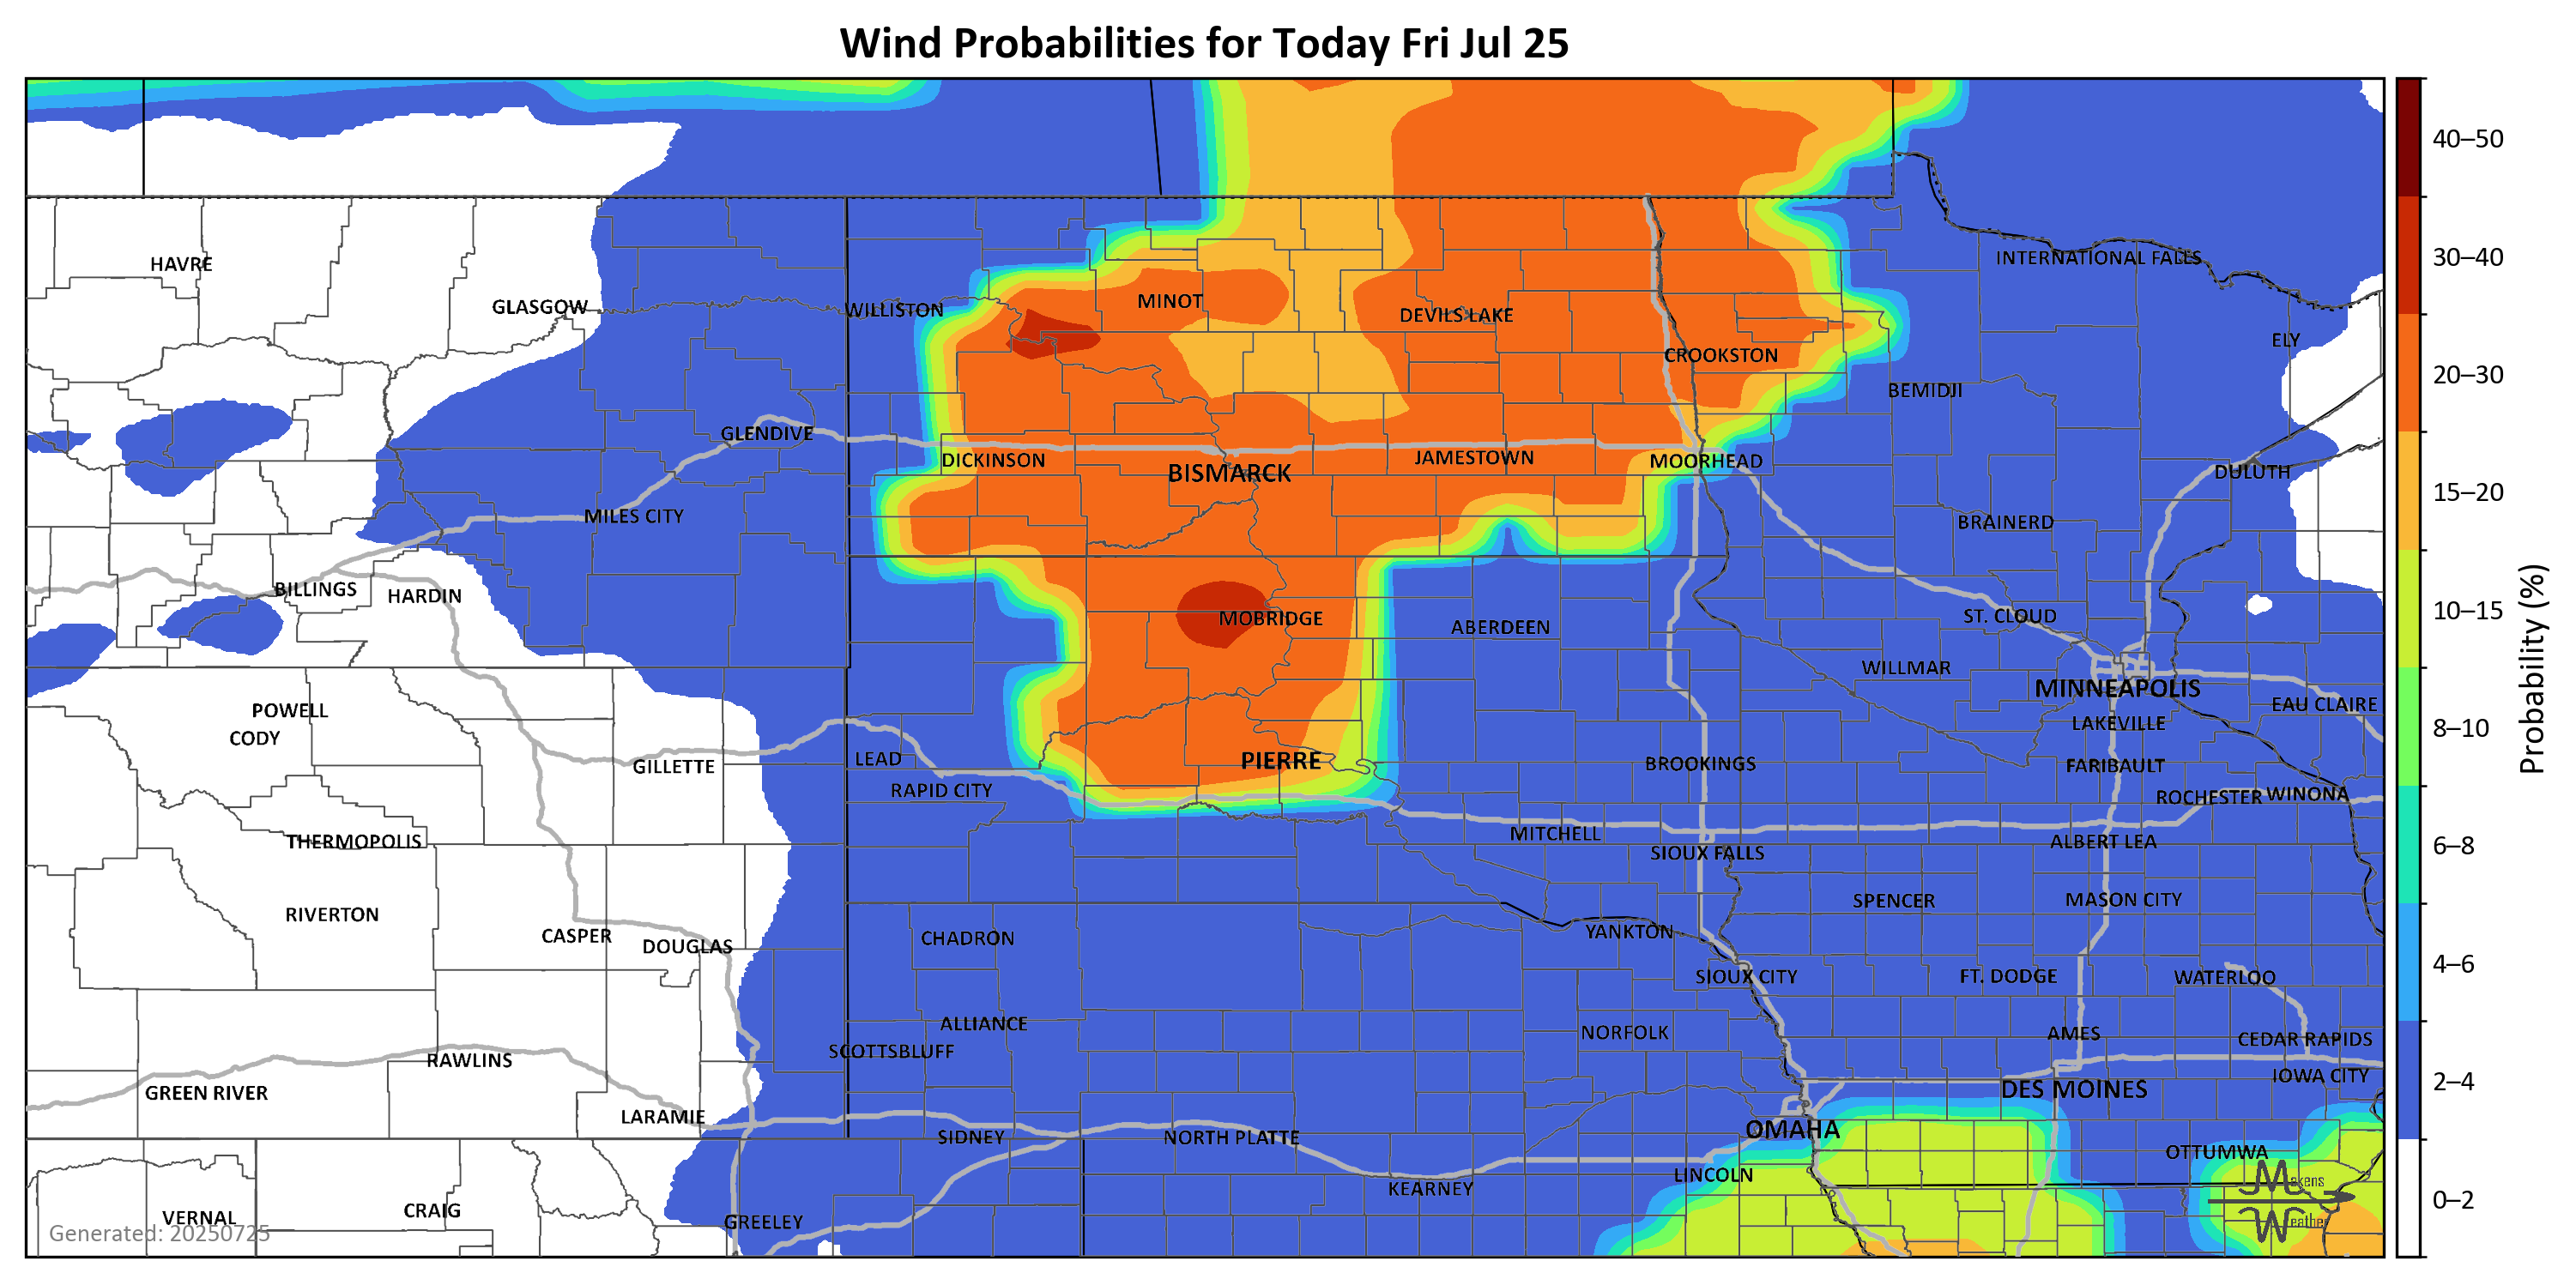 Wind Probabilities for Today Fri Jul 25
40–50
HAVRE
INTERNATIONAL FALLS
30–40
GLASGOW
WILLISTON
MINOT
DEVILS LAKE
ELY
CROOKSTON
20–30
BEMIDJI
GLENDIVE
DICKINSON
BISMARCK
JAMESTOWN
MOORHEAD
DULUTH
15–20
MILES CITY
BRAINERD
BILLINGS
HARDIN
MOBRIDGE
ABERDEEN
ST. CLOUD
10–15
WILLMAR
MINNEAPOLIS
EAU CLAIRE
POWELL
CODY
LAKEVILLE
8–10
Probability (%)
GILLETTE
LEAD
PIERRE
BROOKINGS
FARIBAULT
RAPID CITY
ROCHESTER
WINONA
THERMOPOLIS
MITCHELL
SIOUX FALLS
ALBERT LEA
6–8
RIVERTON
SPENCER
MASON CITY
CASPER
DOUGLAS
CHADRON
YANKTON
SIOUX CITY
FT. DODGE
WATERLOO
4–6
ALLIANCE
NORFOLK
AMES
CEDAR RAPIDS
SCOTTSBLUFF
RAWLINS
GREEN RIVER
DES MOINES
IOWA CITY
2–4
LARAMIE
SIDNEY
NORTH PLATTE
OMAHA
OTTUMWA
LINCOLN
KEARNEY
Makens
Weather
0–2
VERNAL
CRAIG
GREELEY
Generated: 20250725